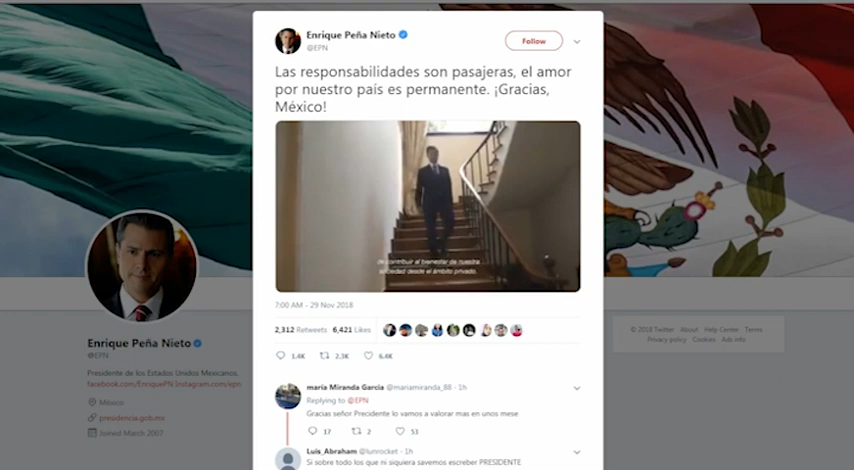 Enrique Peña Nieto
@EPN
Follow
Las responsabilidades son pasajeras, el amor
por nuestro país es permanente. ¡Gracias,
México!
de contribuir al bienestar de nuestra
sociedad desde el ámbito privado.
7:00 AM - 29 Nov 2018
2,312 Retweets 6,421 Likes
1.4K 2.3K 6.4K
maría Miranda Garcia @mariamiranda_88 · 1h
Replying to @EPN
Gracias señor Precidente lo vamos a valorar mas en unos mese
17 2 53
Luis_Abraham @lunrocket · 1h
Si sobre todo los que ni siquiera savemos escreber PRESIDENTE
Enrique Peña Nieto
@EPN
Presidente de los Estados Unidos Mexicanos.
facebook.com/EnriquePN Instagram.com/epn
México
presidencia.gob.mx
Joined March 2007
© 2018 Twitter About Help Center Terms
Privacy policy Cookies Ads info